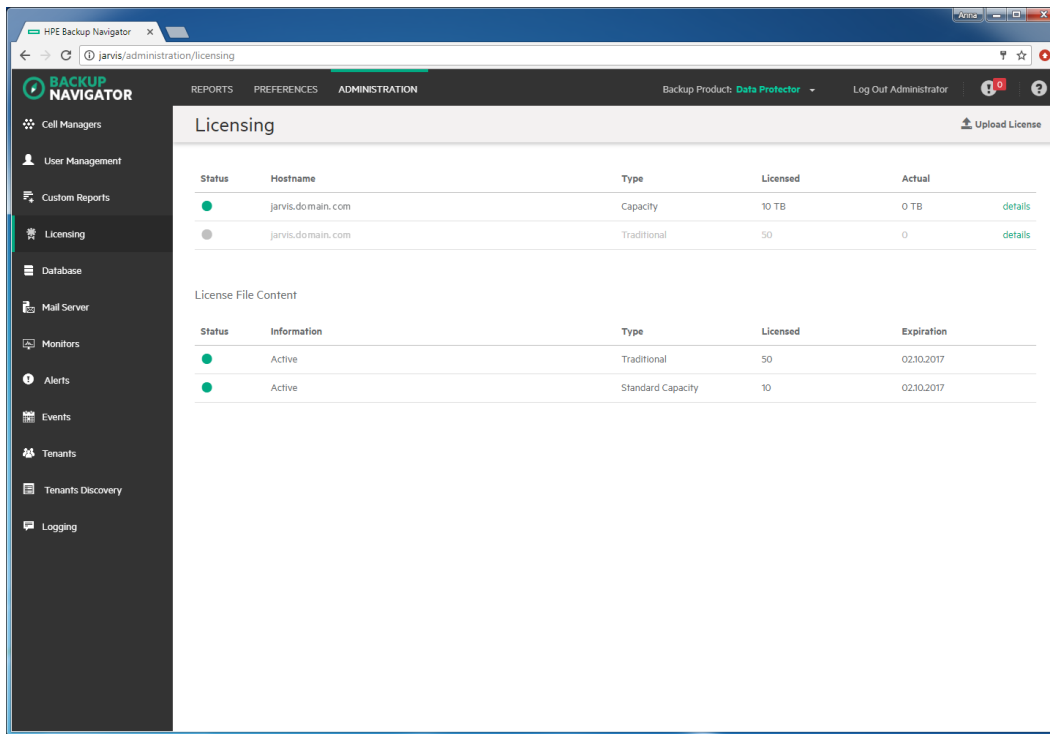 Anna
HPE Backup Navigator
jarvis/administration/licensing
BACKUP NAVIGATOR
REPORTS PREFERENCES ADMINISTRATION Backup Product: Data Protector Log Out Administrator 0 ?
Cell Managers
User Management
Custom Reports
Licensing
Database
Mail Server
Monitors
Alerts
Events
Tenants
Tenants Discovery
Logging
Licensing Upload License
Status Hostname Type Licensed Actual
jarvis.domain.com Capacity 10 TB 0 TB details
jarvis.domain.com Traditional 50 0 details
License File Content
Status Information Type Licensed Expiration
Active Traditional 50 02.10.2017
Active Standard Capacity 10 02.10.2017